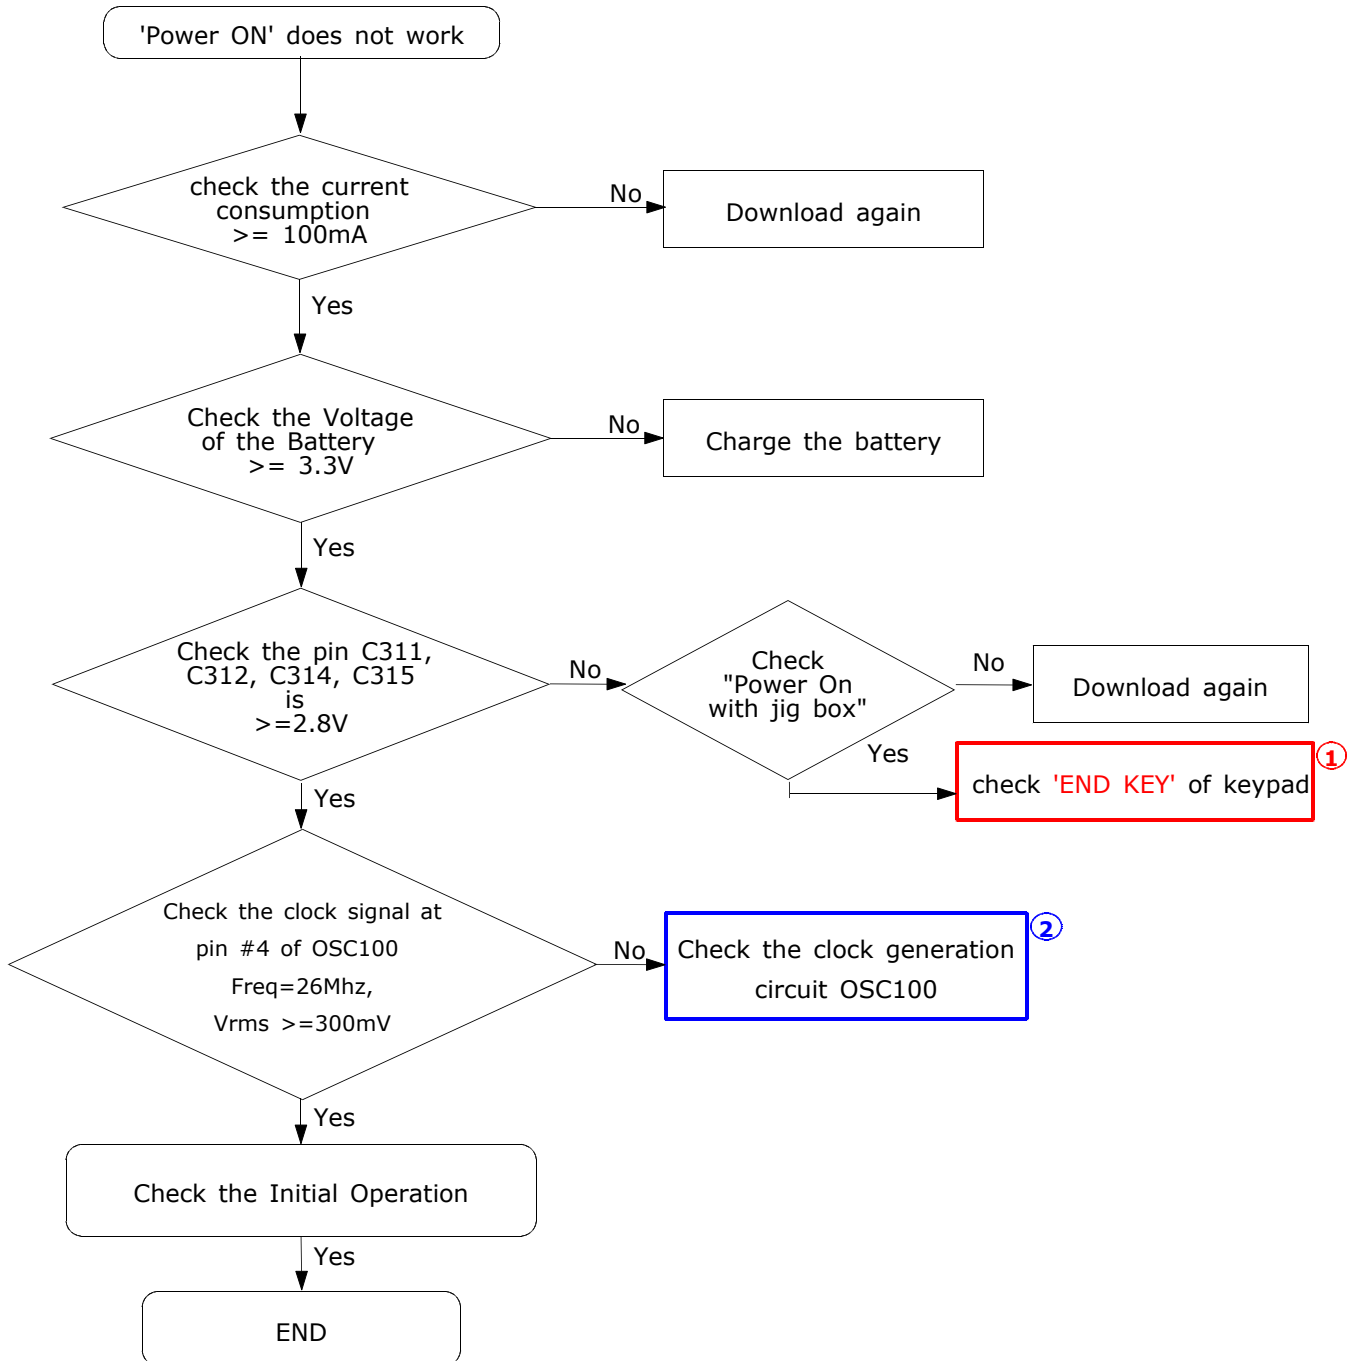 'Power ON' does not work
check the current
consumption
>= 100mA
No
Download again
Yes
Check the Voltage
of the Battery
>= 3.3V
No
Charge the battery
Yes
Check the pin C311,
C312, C314, C315
is
>=2.8V
No
Check
"Power On
with jig box"
No
Download again
Yes
check 'END KEY' of keypad
1
Yes
Check the clock signal at
pin #4 of OSC100
Freq=26Mhz,
Vrms >=300mV
No
Check the clock generation
circuit OSC100
2
Yes
Check the Initial Operation
Yes
END